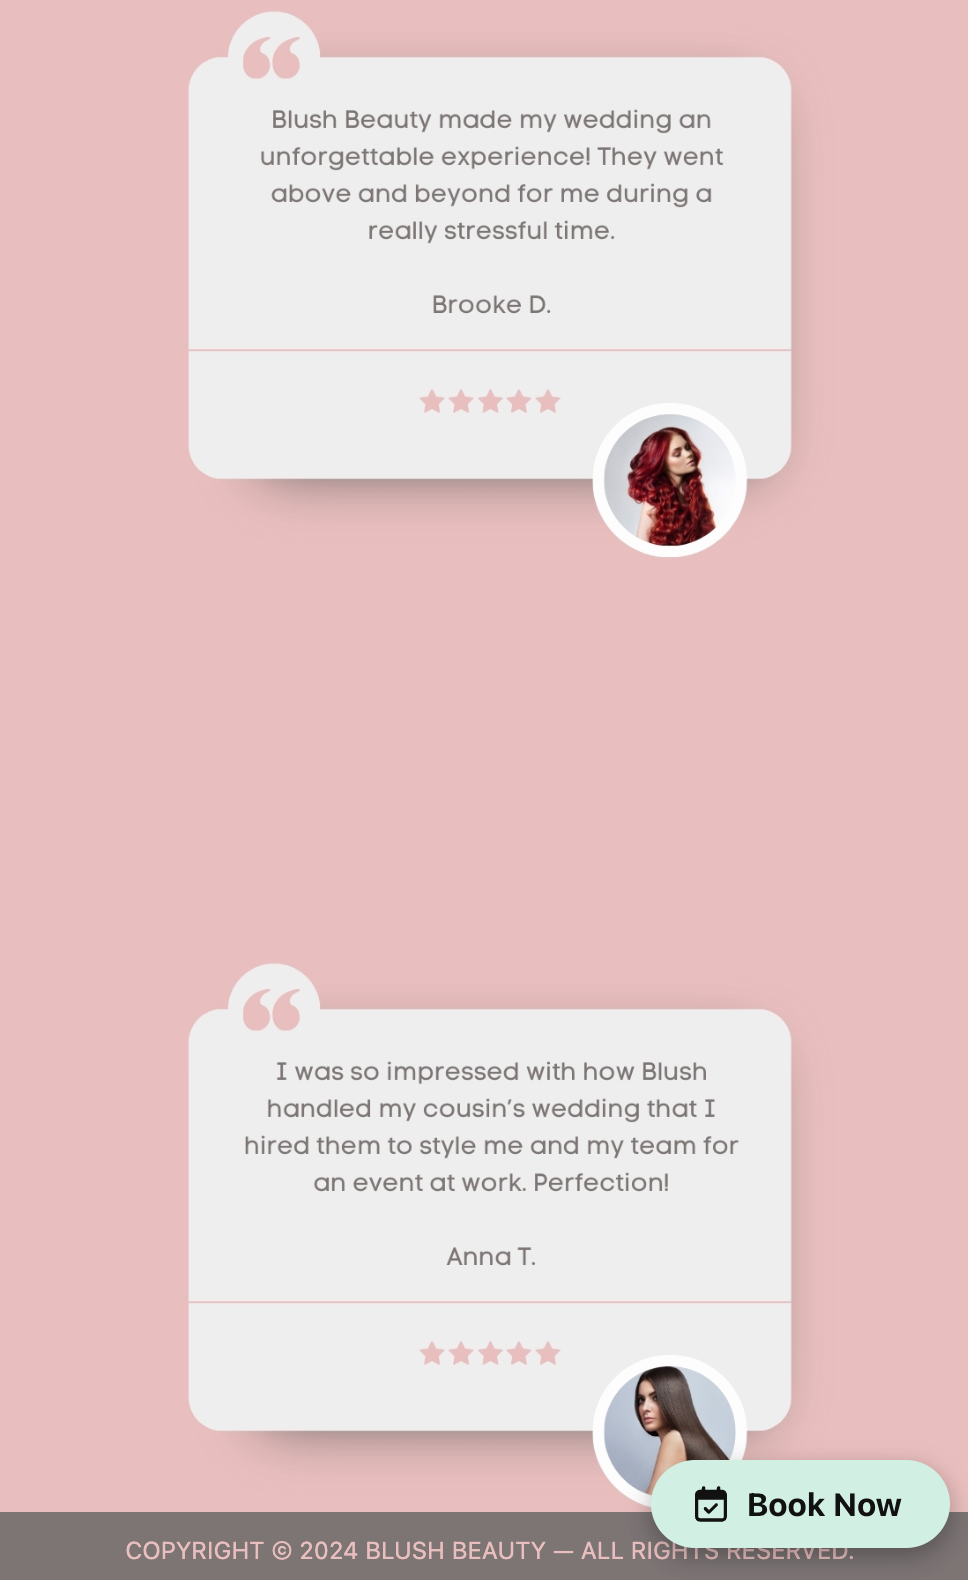 Blush Beauty made my wedding an
unforgettable experience! They went
above and beyond for me during a
really stressful time.
Brooke D.
I was so impressed with how Blush
handled my cousin’s wedding that I
hired them to style me and my team for
an event at work. Perfection!
Anna T.
Book Now
COPYRIGHT © 2024 BLUSH BEAUTY — ALL RIGHTS RESERVED.